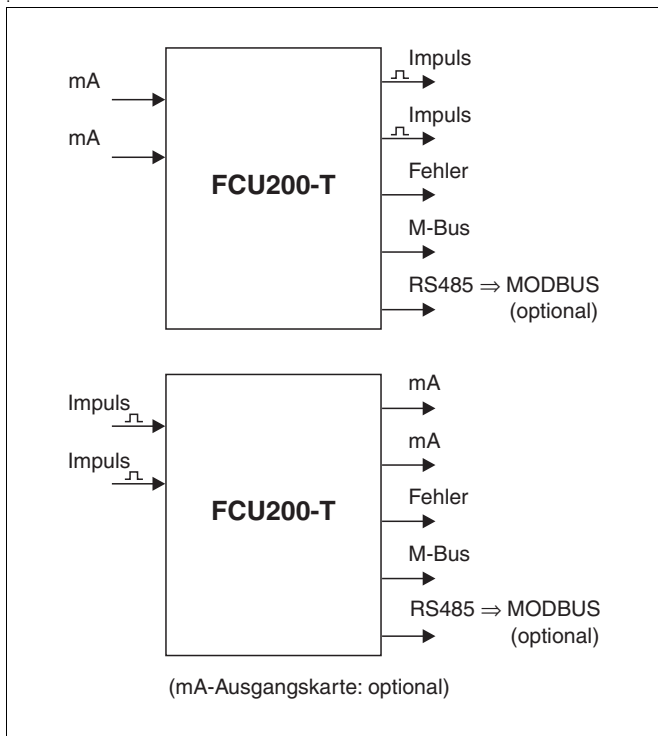 mA
mA
FCU200-T
Impuls
Impuls
Fehler
M-Bus
RS485 ⇒ MODBUS
(optional)
Impuls
Impuls
FCU200-T
mA
mA
Fehler
M-Bus
RS485 ⇒ MODBUS
(optional)
(mA-Ausgangskarte: optional)